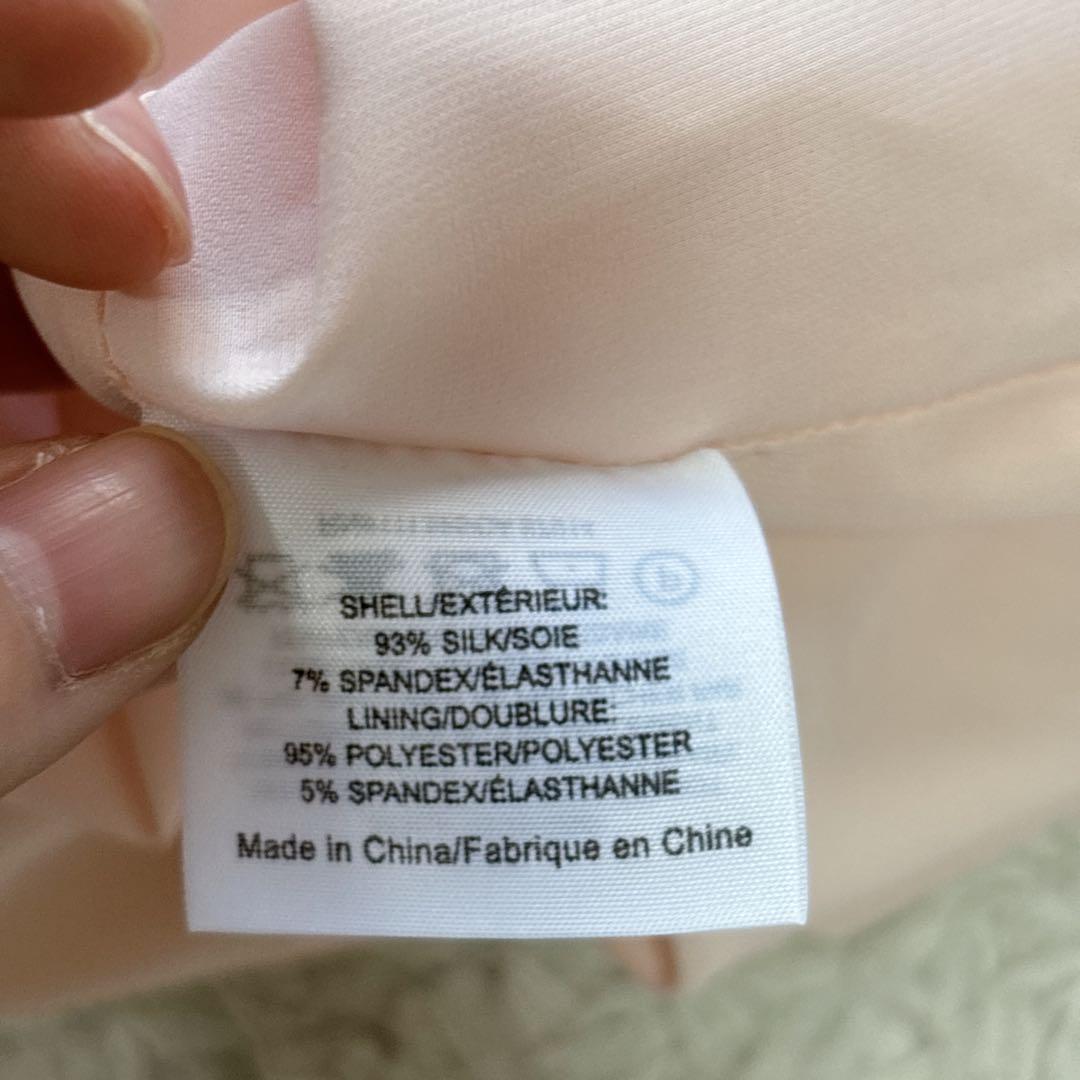 SHELL/EXTÉRIEUR:
93% SILK/SOIE
7% SPANDEX/ÉLASTHANNE
LINING/DOUBLURE:
95% POLYESTER/POLYESTER
5% SPANDEX/ÉLASTHANNE
Made in China/Fabrique en Chine